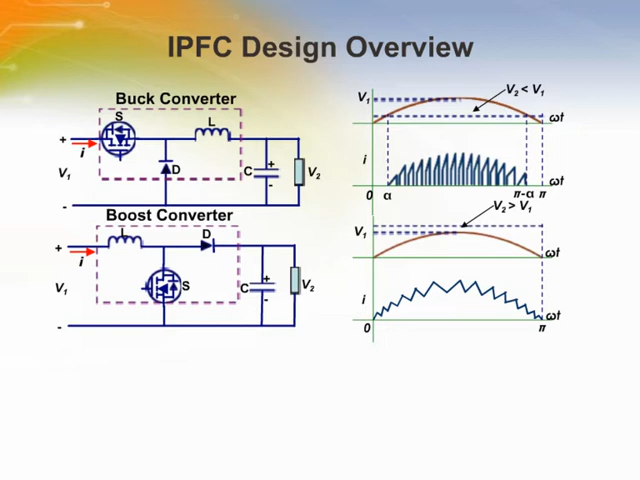 IPFC Design Overview
Buck Converter
S
L
+
i
D
C
+
-
V₁
V₂
-
Boost Converter
L
D
+
i
S
C
+
-
V₁
V₂
-
V₂ < V₁
V₁
ωt
i
ωt
0
α
π-α
π
V₂ > V₁
V₁
ωt
i
ωt
0
π